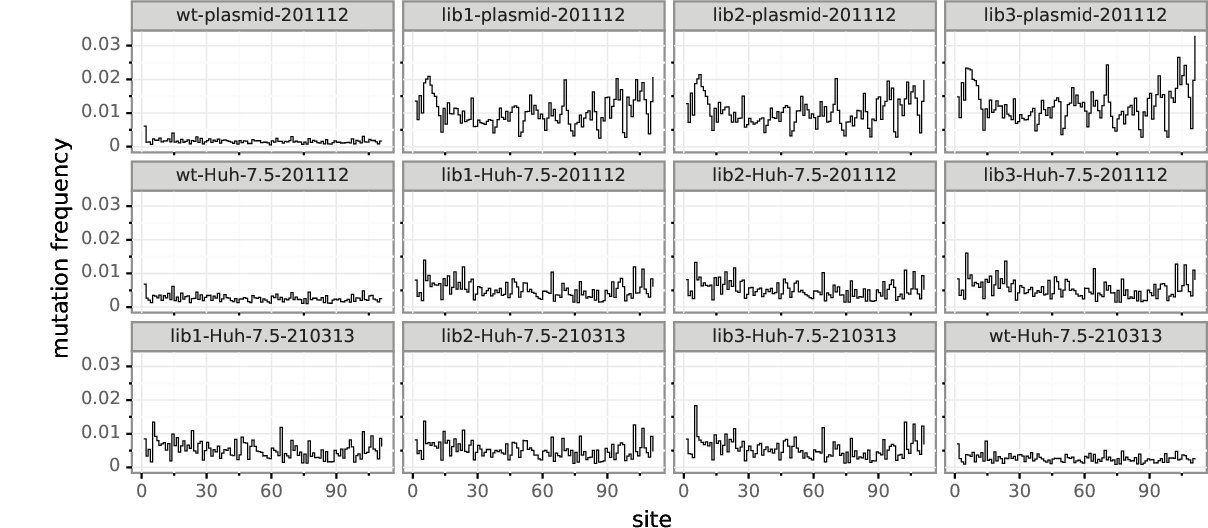 wt-plasmid-201112 lib1-plasmid-201112 lib2-plasmid-201112 lib3-plasmid-201112
0.03
0.02
0.01
0
wt-Huh-7.5-201112 lib1-Huh-7.5-201112 lib2-Huh-7.5-201112 lib3-Huh-7.5-201112
0.03
0.02
0.01
0
mutation frequency
lib1-Huh-7.5-210313 lib2-Huh-7.5-210313 lib3-Huh-7.5-210313 wt-Huh-7.5-210313
0.03
0.02
0.01
0
0 30 60 90 0 30 60 90 0 30 60 90 0 30 60 90
site